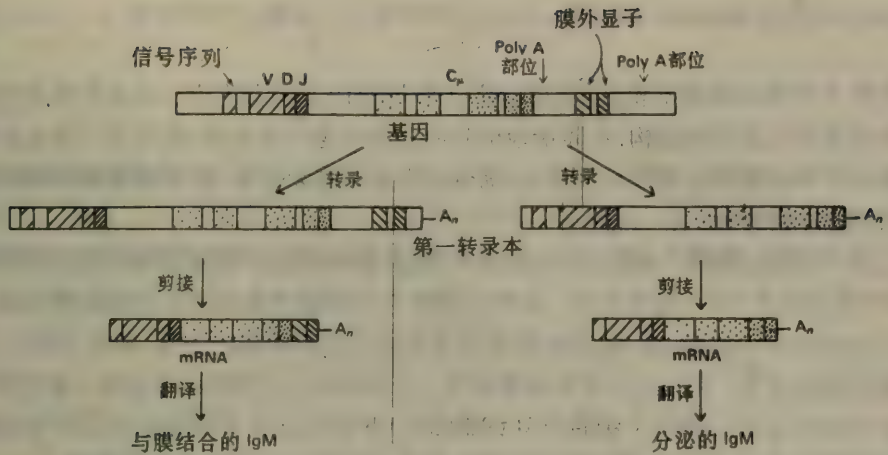 膜外显子
信号序列
V D J
Cμ
Poly A
部位
Poly A部位
基因
转录
转录
An
第一转录本
An
剪接
剪接
An
mRNA
An
mRNA
翻译
翻译
与膜结合的 IgM
分泌的 IgM